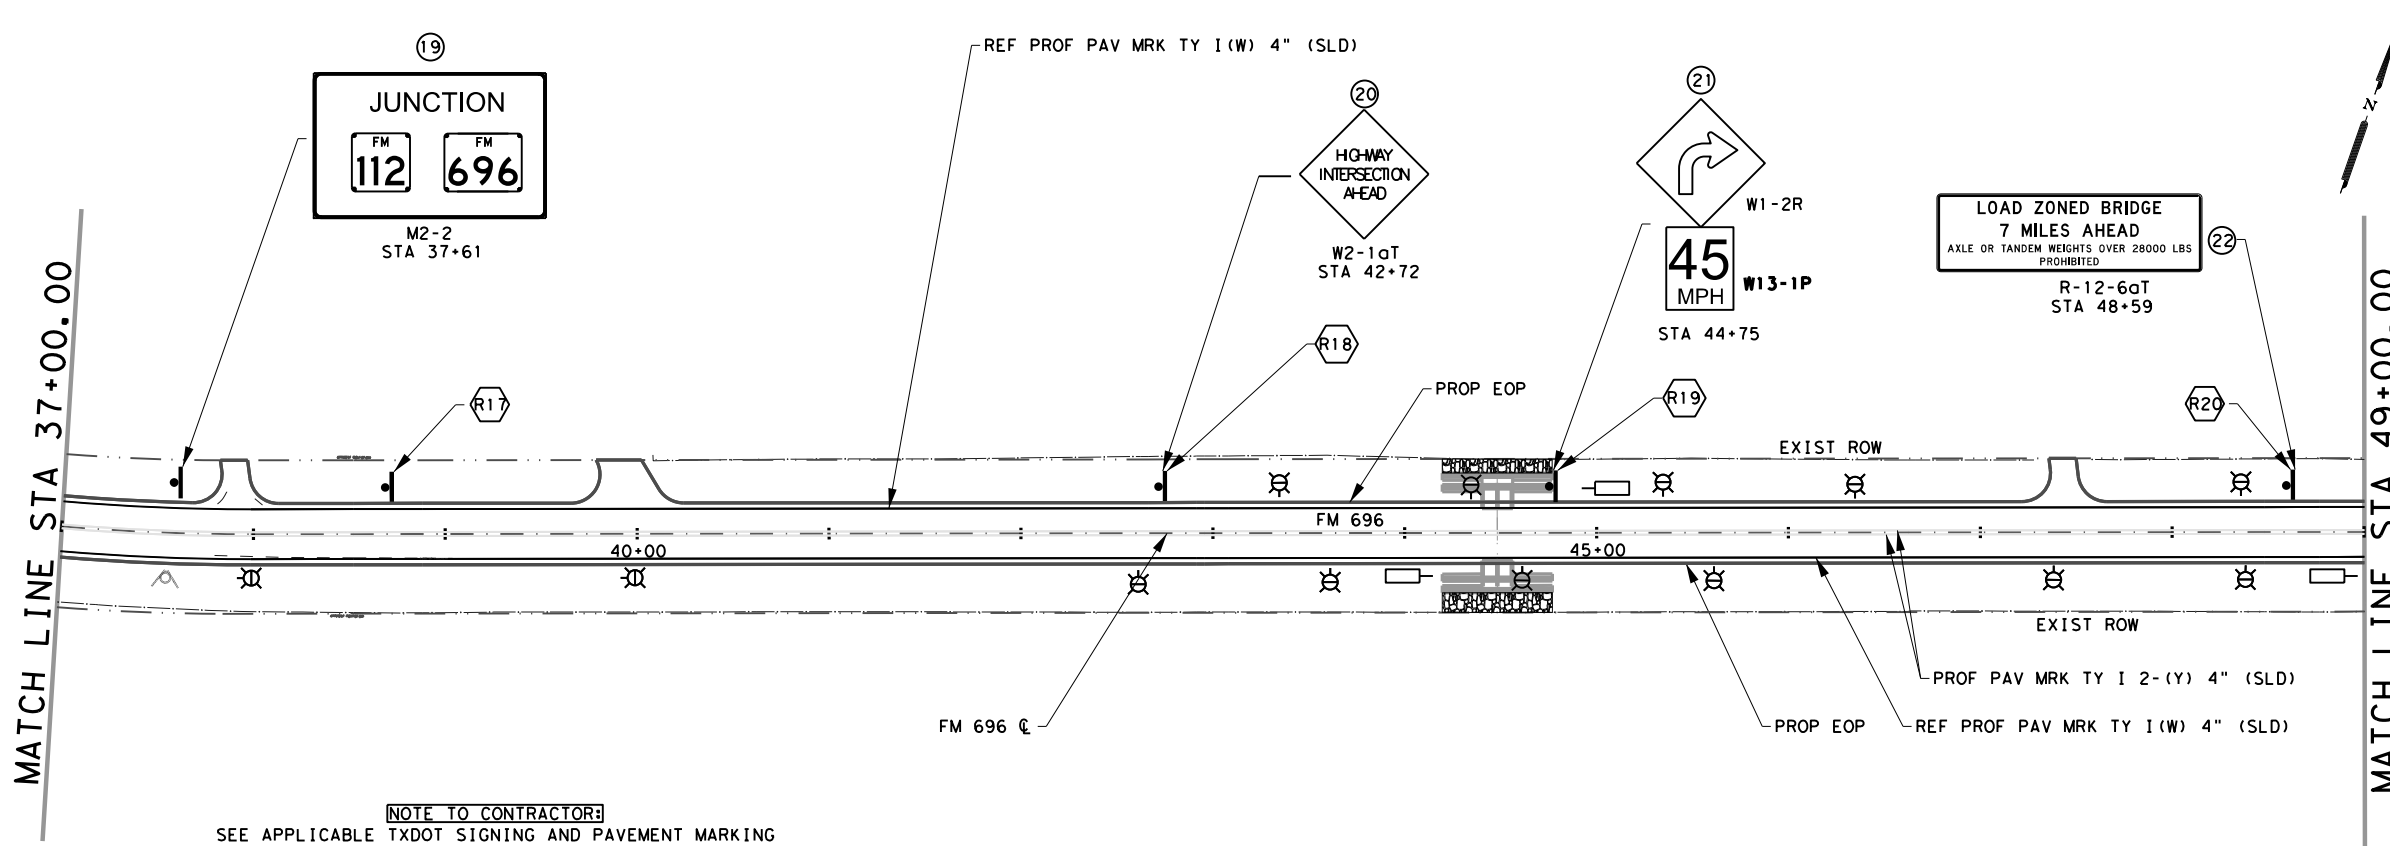 19
REF PROF PAV MRK TY I(W) 4" (SLD)
JUNCTION
FM
112
FM
696
M2-2
STA 37+61
20
HIGHWAY
INTERSECTION
AHEAD
W2-1aT
STA 42+72
21
W1-2R
45
MPH
W13-1P
STA 44+75
N
LOAD ZONED BRIDGE
7 MILES AHEAD
AXLE OR TANDEM WEIGHTS OVER 28000 LBS
PROHIBITED
22
R-12-6aT
STA 48+59
MATCH LINE STA 37+00.00
MATCH LINE STA 49+00.00
R17
R18
PROP EOP
R19
R20
EXIST ROW
FM 696
40+00
45+00
EXIST ROW
PROF PAV MRK TY I 2-(Y) 4" (SLD)
FM 696 ℄
PROP EOP
REF PROF PAV MRK TY I(W) 4" (SLD)
NOTE TO CONTRACTOR:
SEE APPLICABLE TXDOT SIGNING AND PAVEMENT MARKING